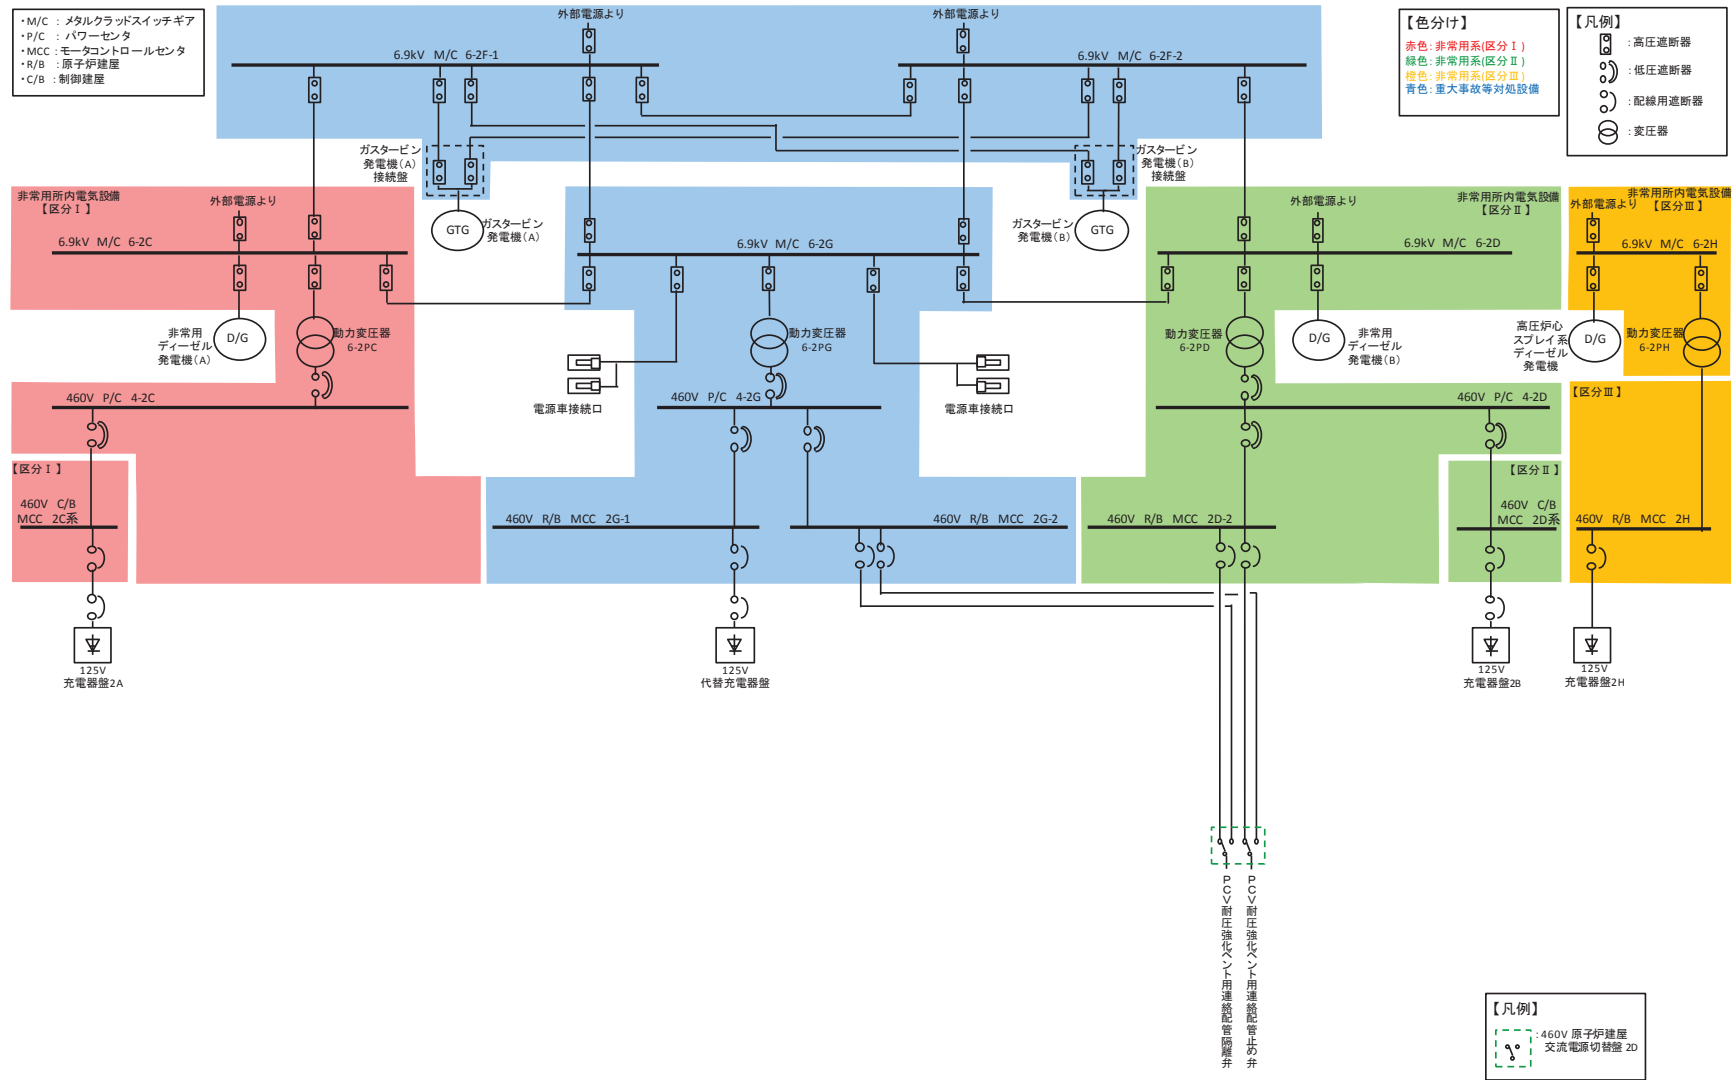 ・M/C ： メタルクラッドスイッチギア
・P/C ： パワーセンタ
・MCC ：モータコントロールセンタ
・R/B ：原子炉建屋
・C/B ：制御建屋
外部電源より
外部電源より
【色分け】
赤色：非常用系(区分Ⅰ)
緑色：非常用系(区分Ⅱ)
橙色：非常用系(区分Ⅲ)
青色：重大事故等対処設備
【凡例】
：高圧遮断器
：低圧遮断器
：配線用遮断器
：変圧器
6.9kV M/C 6-2F-1
6.9kV M/C 6-2F-2
ガスタービン
発電機(A)
接続盤
ガスタービン
発電機(B)
接続盤
GTG
ガスタービン
発電機(A)
ガスタービン
発電機(B)
GTG
非常用所内電気設備
【区分Ⅰ】
外部電源より
6.9kV M/C 6-2C
6.9kV M/C 6-2G
外部電源より
非常用所内電気設備
【区分Ⅱ】
6.9kV M/C 6-2D
非常用所内電気設備
【区分Ⅲ】
外部電源より
6.9kV M/C 6-2H
非常用
ディーゼル
発電機(A)
D/G
動力変圧器
6-2PC
動力変圧器
6-2PG
動力変圧器
6-2PD
D/G
非常用
ディーゼル
発電機(B)
高圧炉心
スプレイ系
ディーゼル
発電機
D/G
動力変圧器
6-2PH
460V P/C 4-2C
電源車接続口
460V P/C 4-2G
電源車接続口
460V P/C 4-2D
【区分Ⅲ】
【区分Ⅰ】
460V C/B
MCC 2C系
460V R/B MCC 2G-1
460V R/B MCC 2G-2
460V R/B MCC 2D-2
【区分Ⅱ】
460V C/B
MCC 2D系
460V R/B MCC 2H
125V
充電器盤2A
125V
代替充電器盤
125V
充電器盤2B
125V
充電器盤2H
PCV耐圧強化ベント用連絡配管隔離弁
PCV耐圧強化ベント用連絡配管止め弁
【凡例】
：460V 原子炉建屋
交流電源切替盤 2D